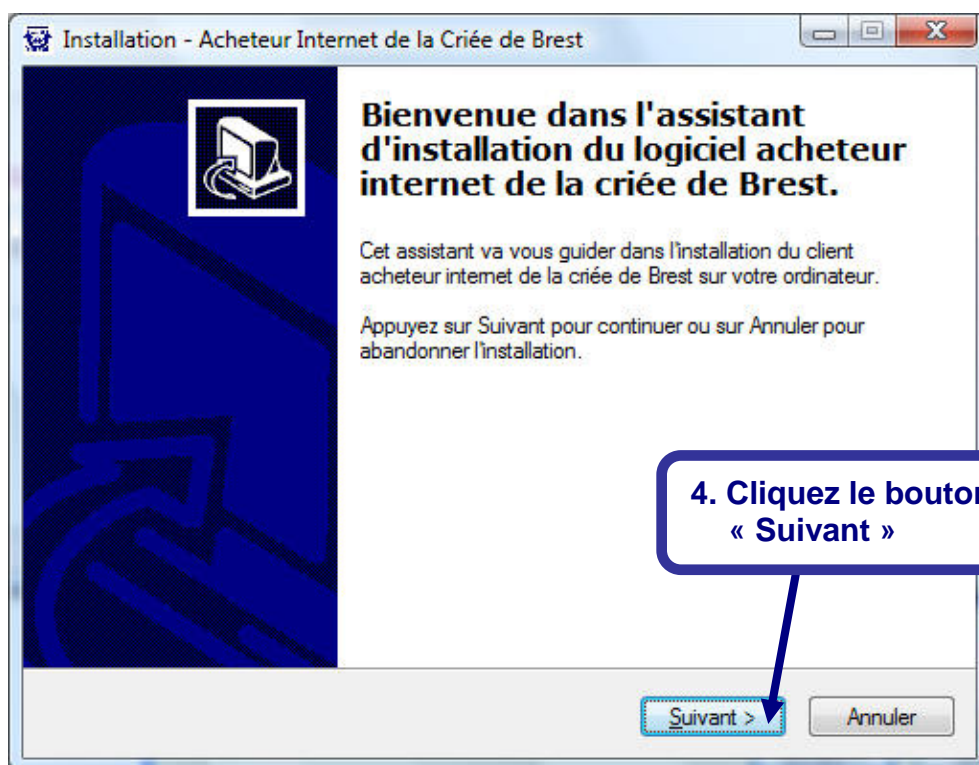 Installation - Acheteur Internet de la Criée de Brest
Bienvenue dans l'assistant
d'installation du logiciel acheteur
internet de la criée de Brest.
Cet assistant va vous guider dans l'installation du client
acheteur internet de la criée de Brest sur votre ordinateur.
Appuyez sur Suivant pour continuer ou sur Annuler pour
abandonner l'installation.
4. Cliquez le bouton
« Suivant »
Suivant >
Annuler